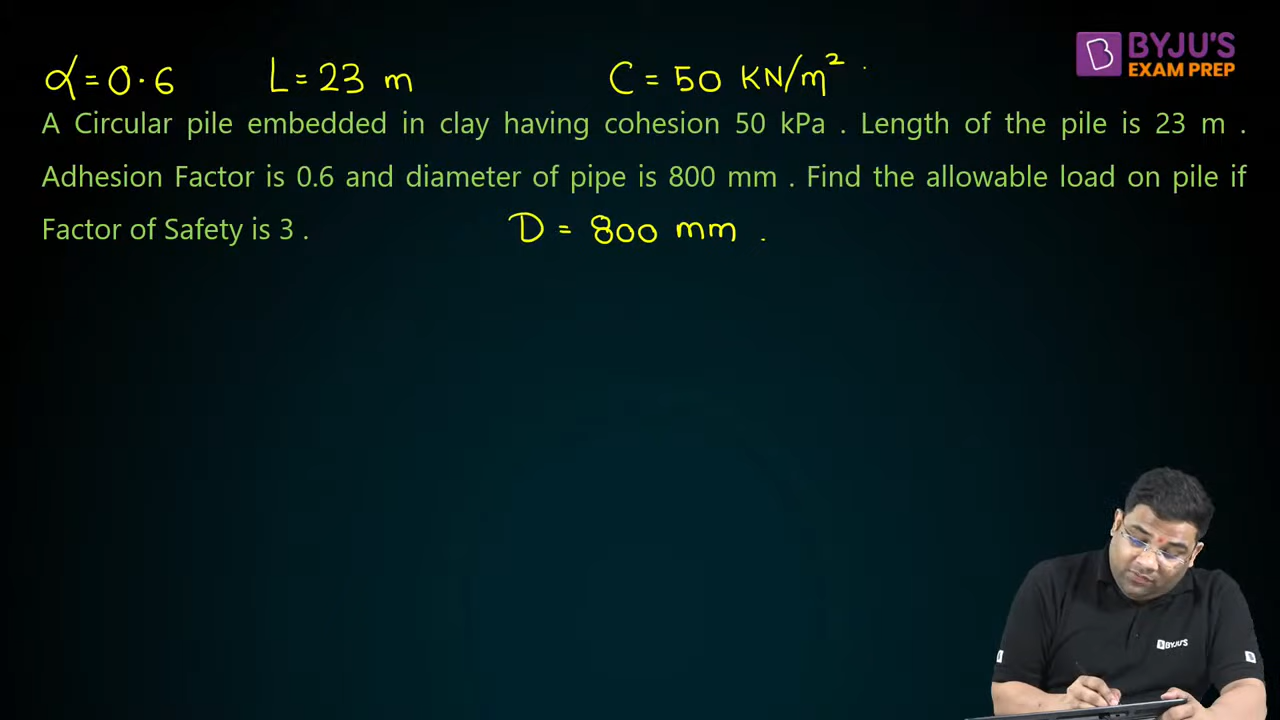 BYJU'S
EXAM PREP
α = 0.6 L = 23 m C = 50 KN/m²
A Circular pile embedded in clay having cohesion 50 kPa . Length of the pile is 23 m .
Adhesion Factor is 0.6 and diameter of pipe is 800 mm . Find the allowable load on pile if
Factor of Safety is 3 . D = 800 mm .
BYJU'S